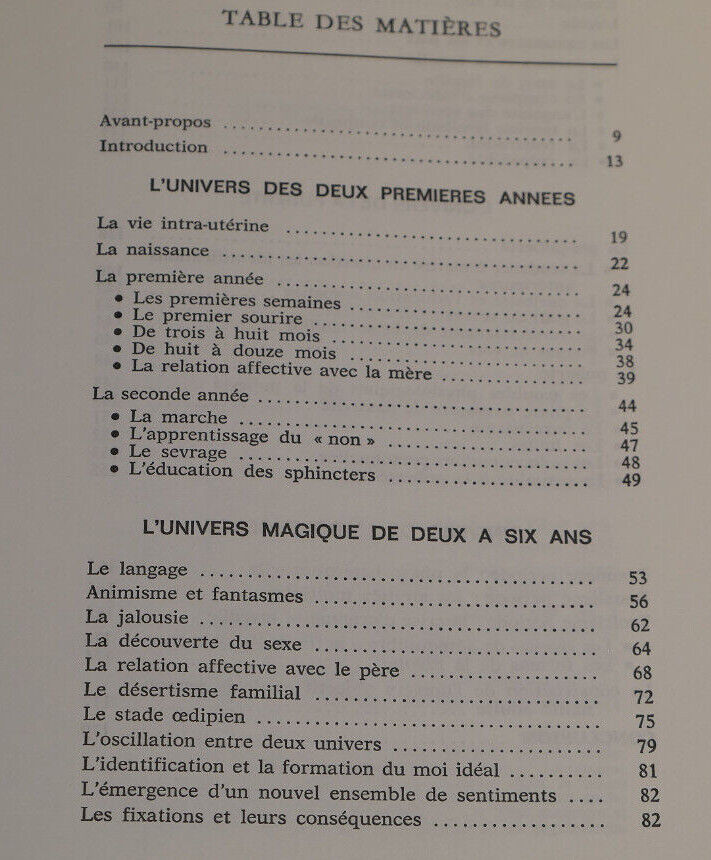 TABLE DES MATIÈRES
Avant-propos ........ 9
Introduction ........ 13
L'UNIVERS DES DEUX PREMIERES ANNEES
La vie intra-utérine ........ 19
La naissance ........ 22
La première année ........ 24
• Les premières semaines ........ 24
• Le premier sourire ........ 30
• De trois à huit mois ........ 34
• De huit à douze mois ........ 38
• La relation affective avec la mère ........ 39
La seconde année ........ 44
• La marche ........ 45
• L'apprentissage du « non » ........ 47
• Le sevrage ........ 48
• L'éducation des sphincters ........ 49
L'UNIVERS MAGIQUE DE DEUX A SIX ANS
Le langage ........ 53
Animisme et fantasmes ........ 56
La jalousie ........ 62
La découverte du sexe ........ 64
La relation affective avec le père ........ 68
Le désertisme familial ........ 72
Le stade œdipien ........ 75
L'oscillation entre deux univers ........ 79
L'identification et la formation du moi idéal ........ 81
L'émergence d'un nouvel ensemble de sentiments .... 82
Les fixations et leurs conséquences ........ 82